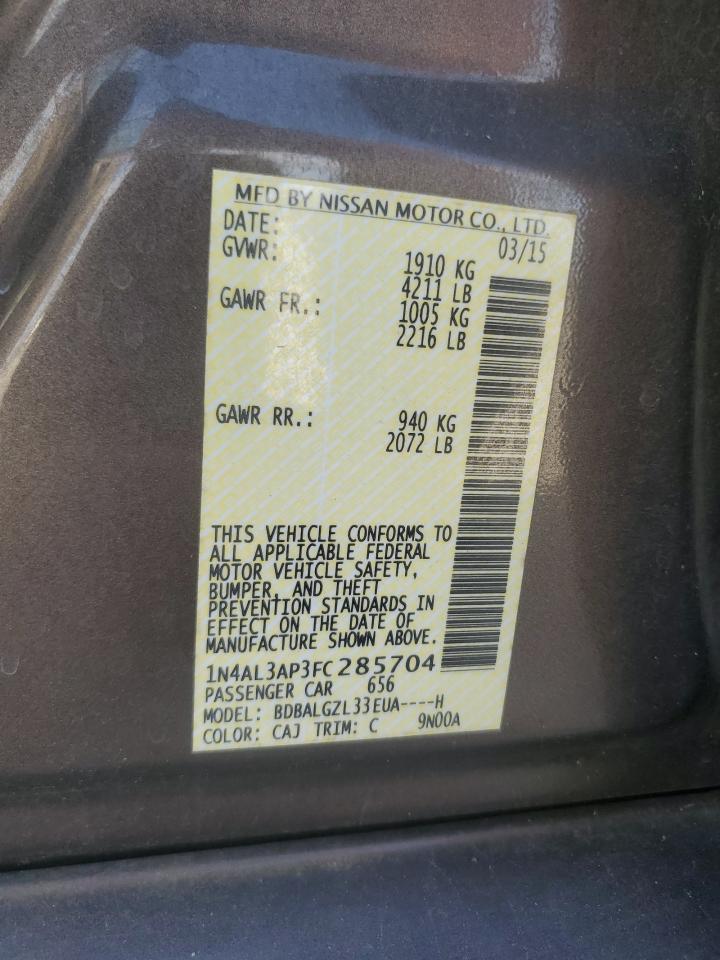 MFD BY NISSAN MOTOR CO., LTD.
DATE: 03/15
GVWR: 1910 KG
4211 LB
GAWR FR.: 1005 KG
2216 LB
GAWR RR.: 940 KG
2072 LB
THIS VEHICLE CONFORMS TO
ALL APPLICABLE FEDERAL
MOTOR VEHICLE SAFETY,
BUMPER, AND THEFT
PREVENTION STANDARDS IN
EFFECT ON THE DATE OF
MANUFACTURE SHOWN ABOVE.
1N4AL3AP3FC285704
PASSENGER CAR 656
MODEL: BDBALGZL33EUA----H
COLOR: CAJ TRIM: C 9N00A